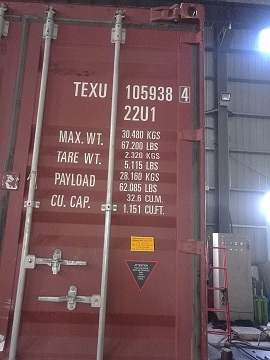 TEXU 105938 4
22U1
MAX. WT. 30.480 KGS
67.200 LBS
TARE WT. 2.320 KGS
5.115 LBS
PAYLOAD 28.160 KGS
62.085 LBS
CU. CAP. 32.6 CU.M.
1.151 CU.FT.
ATTENTION